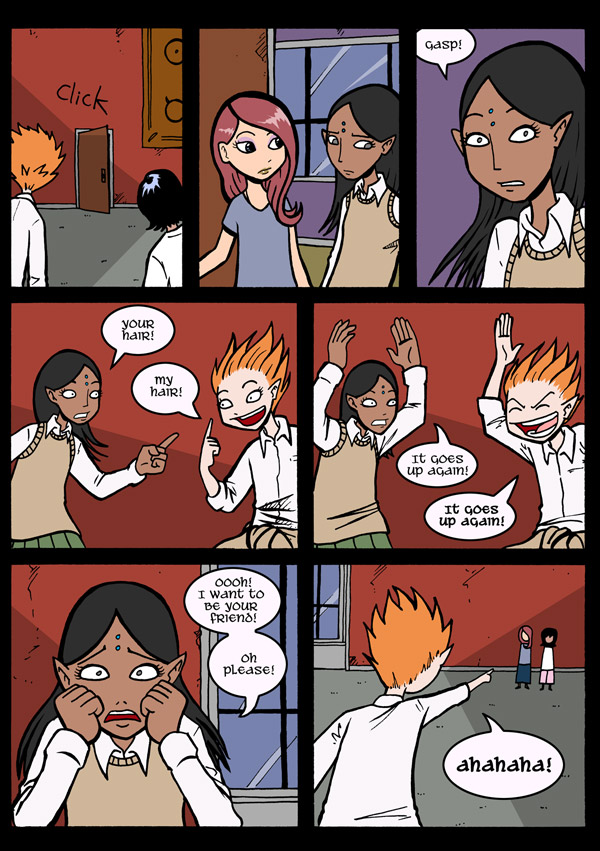 Click
Gasp!
Your
hair!
My
hair!
It goes
up again!
It goes
up again!
Oooh!
I want to
be your
friend!
Oh
please!
ahahaha!